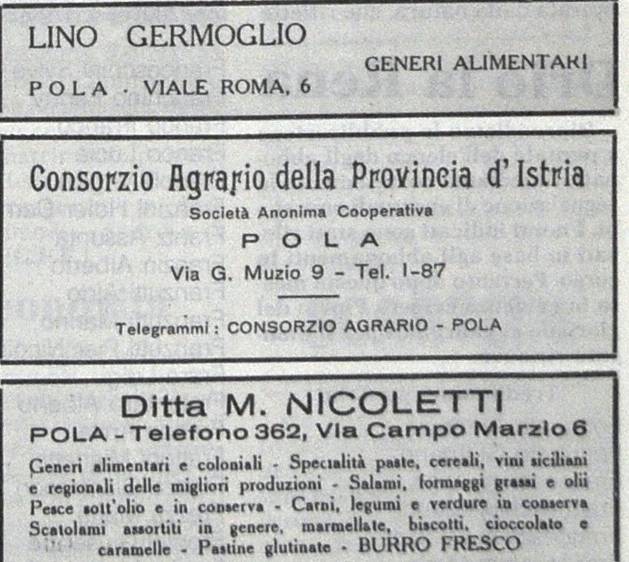 LINO GERMOGLIO
GENERI ALIMENTARI
POLA · VIALE ROMA, 6
Consorzio Agrario della Provincia d'Istria
Società Anonima Cooperativa
POLA
Via G. Muzio 9 - Tel. 1-87
Telegrammi : CONSORZIO AGRARIO - POLA
Ditta M. NICOLETTI
POLA - Telefono 362, Via Campo Marzio 6
Generi alimentari e coloniali - Specialità paste, cereali, vini siciliani
e regionali delle migliori produzioni - Salami, formaggi grassi e olii
Pesce sott'olio e in conserva - Carni, legumi e verdure in conserva
Scatolami assortiti in genere, marmellate, biscotti, cioccolato e
caramelle - Pastine glutinate - BURRO FRESCO